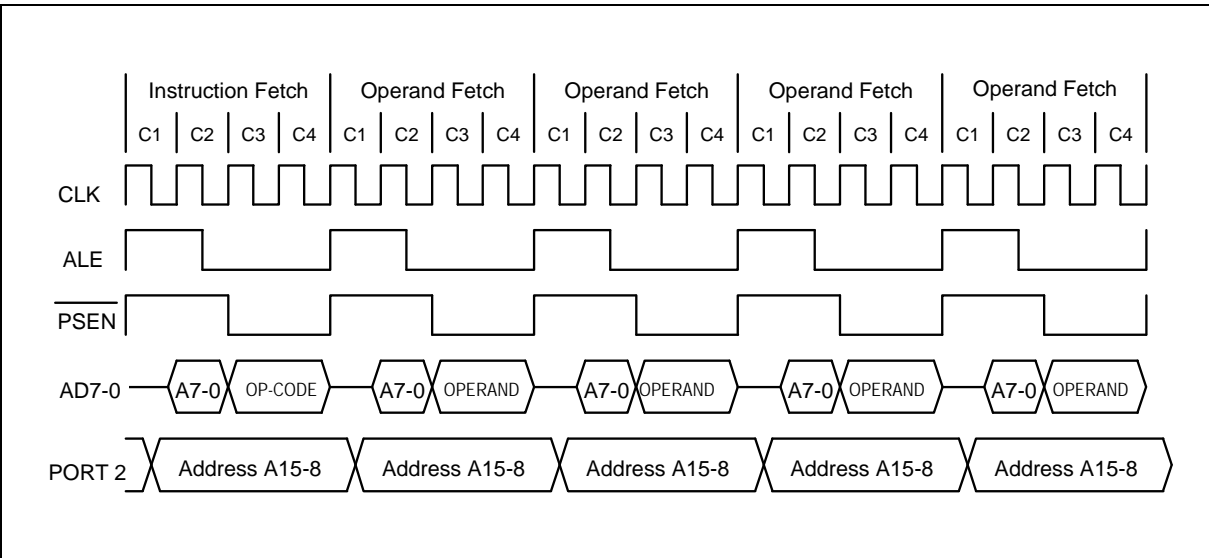 Instruction Fetch Operand Fetch Operand Fetch Operand Fetch Operand Fetch
C1 C2 C3 C4 C1 C2 C3 C4 C1 C2 C3 C4 C1 C2 C3 C4 C1 C2 C3 C4
CLK
ALE
PSEN
AD7-0 A7-0 OP-CODE A7-0 OPERAND A7-0 OPERAND A7-0 OPERAND A7-0 OPERAND
PORT 2 Address A15-8 Address A15-8 Address A15-8 Address A15-8 Address A15-8